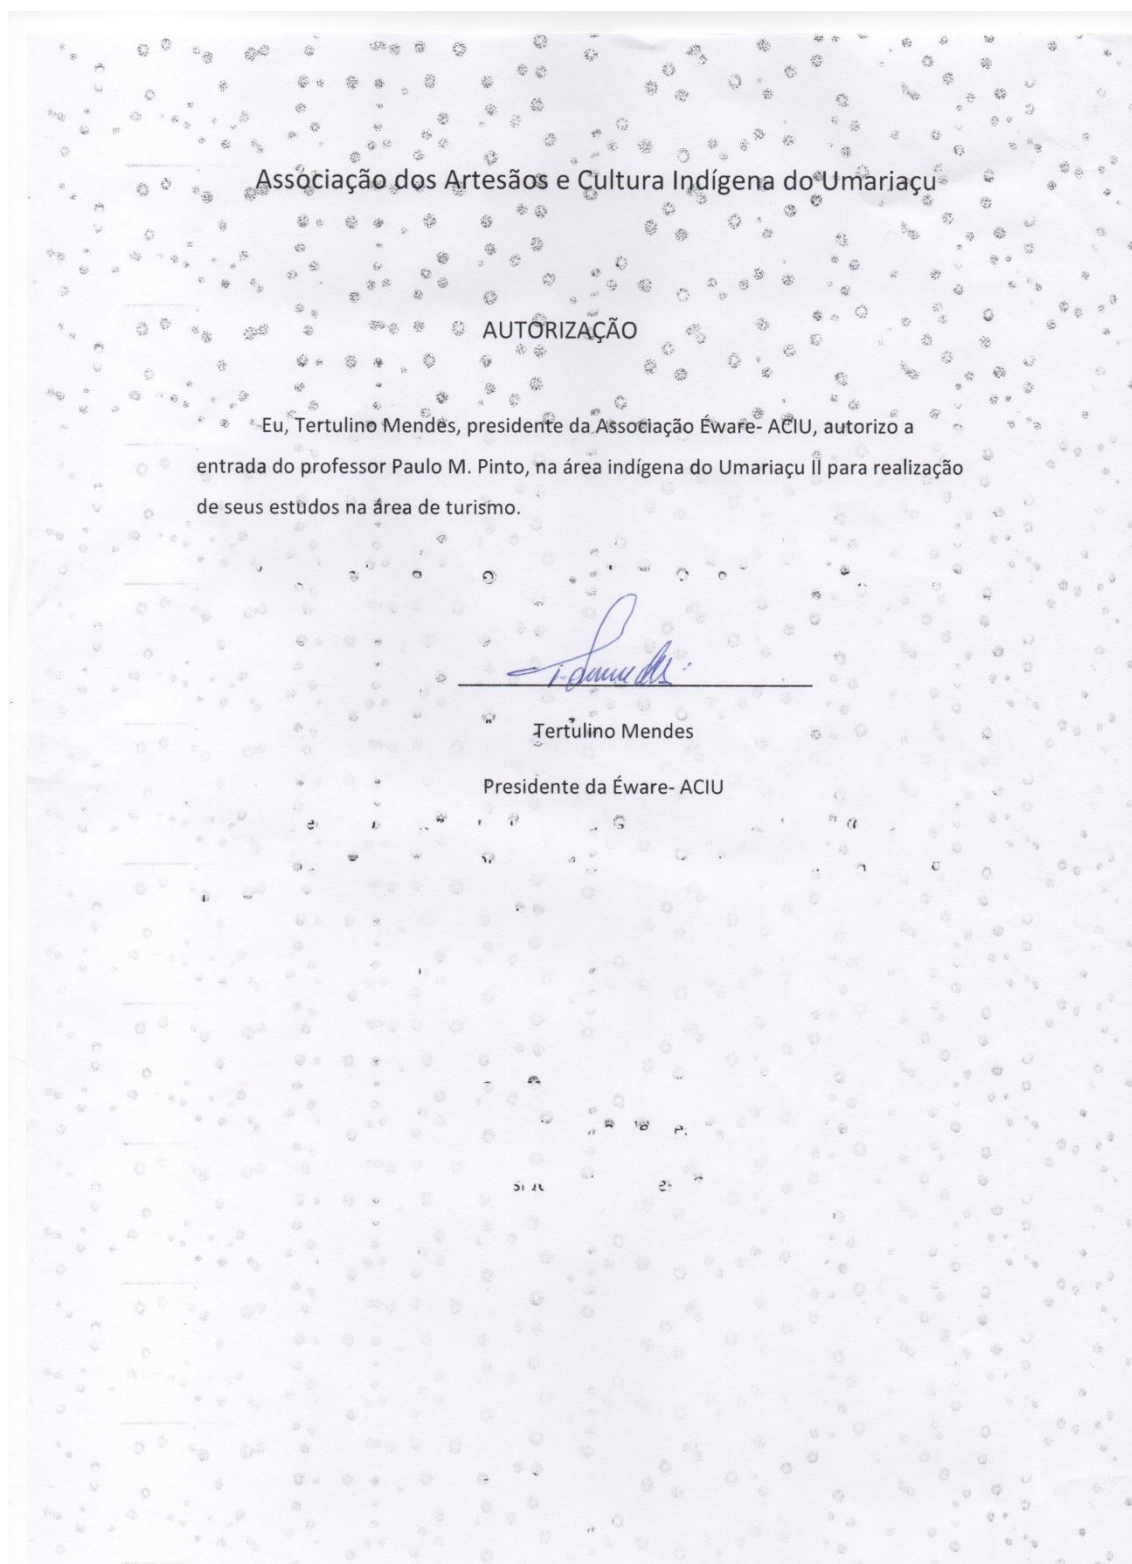 Associação dos Artesãos e Cultura Indígena do Umariaçu
AUTORIZAÇÃO
Eu, Tertulino Mendes, presidente da Associação Éware- ACIU, autorizo a
entrada do professor Paulo M. Pinto, na área indígena do Umariaçu II para realização
de seus estudos na área de turismo.
Tertulino Mendes
Presidente da Éware- ACIU